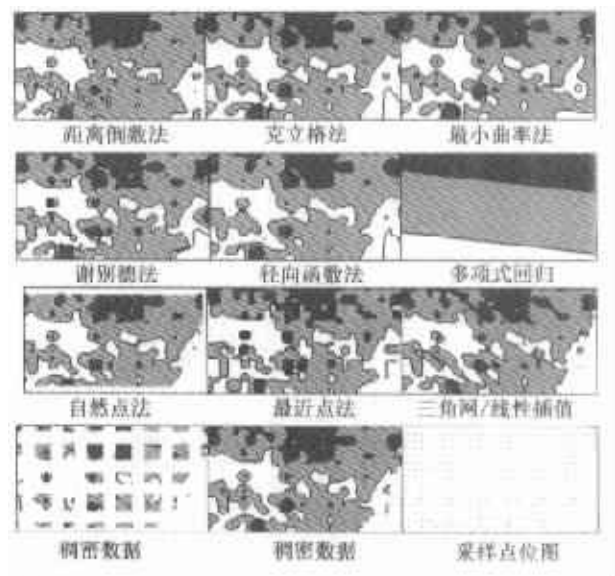 距离倒数法
克立格法
最小曲率法
谢别德法
径向函数法
多项式回归
自然点法
最近点法
三角网/线性插值
稠密数据
稠密数据
采样点位图